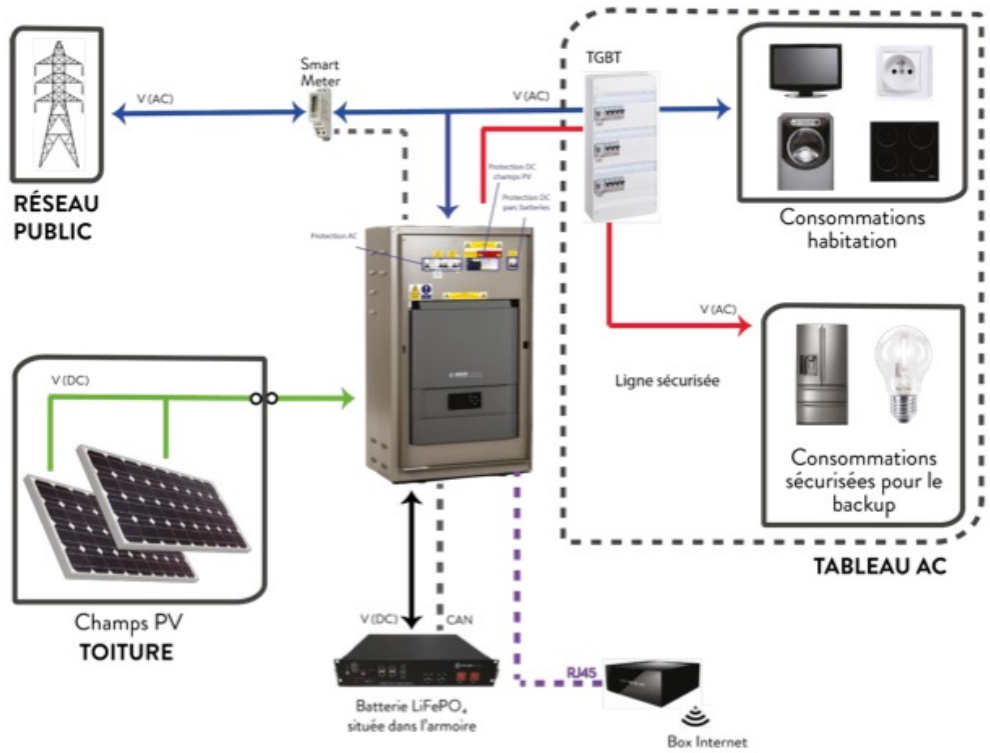 Smart
Meter
TGBT
V (AC)
V (AC)
RÉSEAU
PUBLIC
Protection DC
champs PV
Protection DC
parc batteries
Protection AC
Consommations
habitation
V (AC)
Ligne sécurisée
V (DC)
Consommations
sécurisées pour le
backup
TABLEAU AC
Champs PV
TOITURE
V (DC)
CAN
RJ45
Batterie LiFePO₄
située dans l'armoire
Box Internet